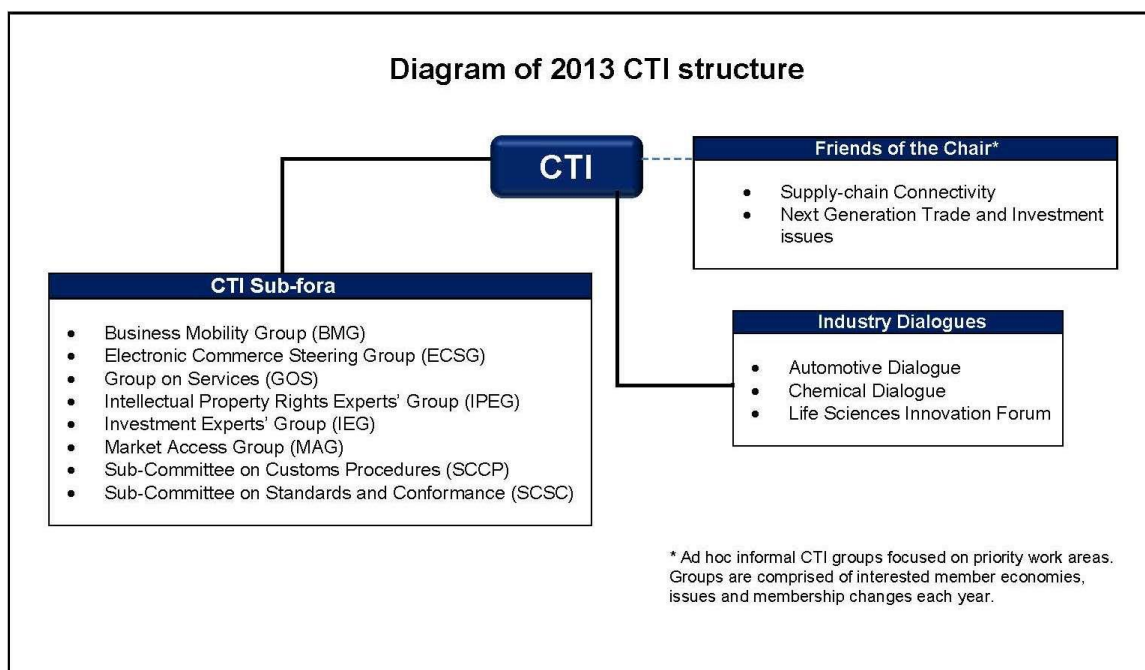 Diagram of 2013 CTI structure
CTI
Friends of the Chair*
• Supply-chain Connectivity
• Next Generation Trade and Investment
issues
CTI Sub-fora
• Business Mobility Group (BMG)
• Electronic Commerce Steering Group (ECSG)
• Group on Services (GOS)
• Intellectual Property Rights Experts' Group (IPEG)
• Investment Experts' Group (IEG)
• Market Access Group (MAG)
• Sub-Committee on Customs Procedures (SCCP)
• Sub-Committee on Standards and Conformance (SCSC)
Industry Dialogues
• Automotive Dialogue
• Chemical Dialogue
• Life Sciences Innovation Forum
* Ad hoc informal CTI groups focused on priority work areas.
Groups are comprised of interested member economies,
issues and membership changes each year.